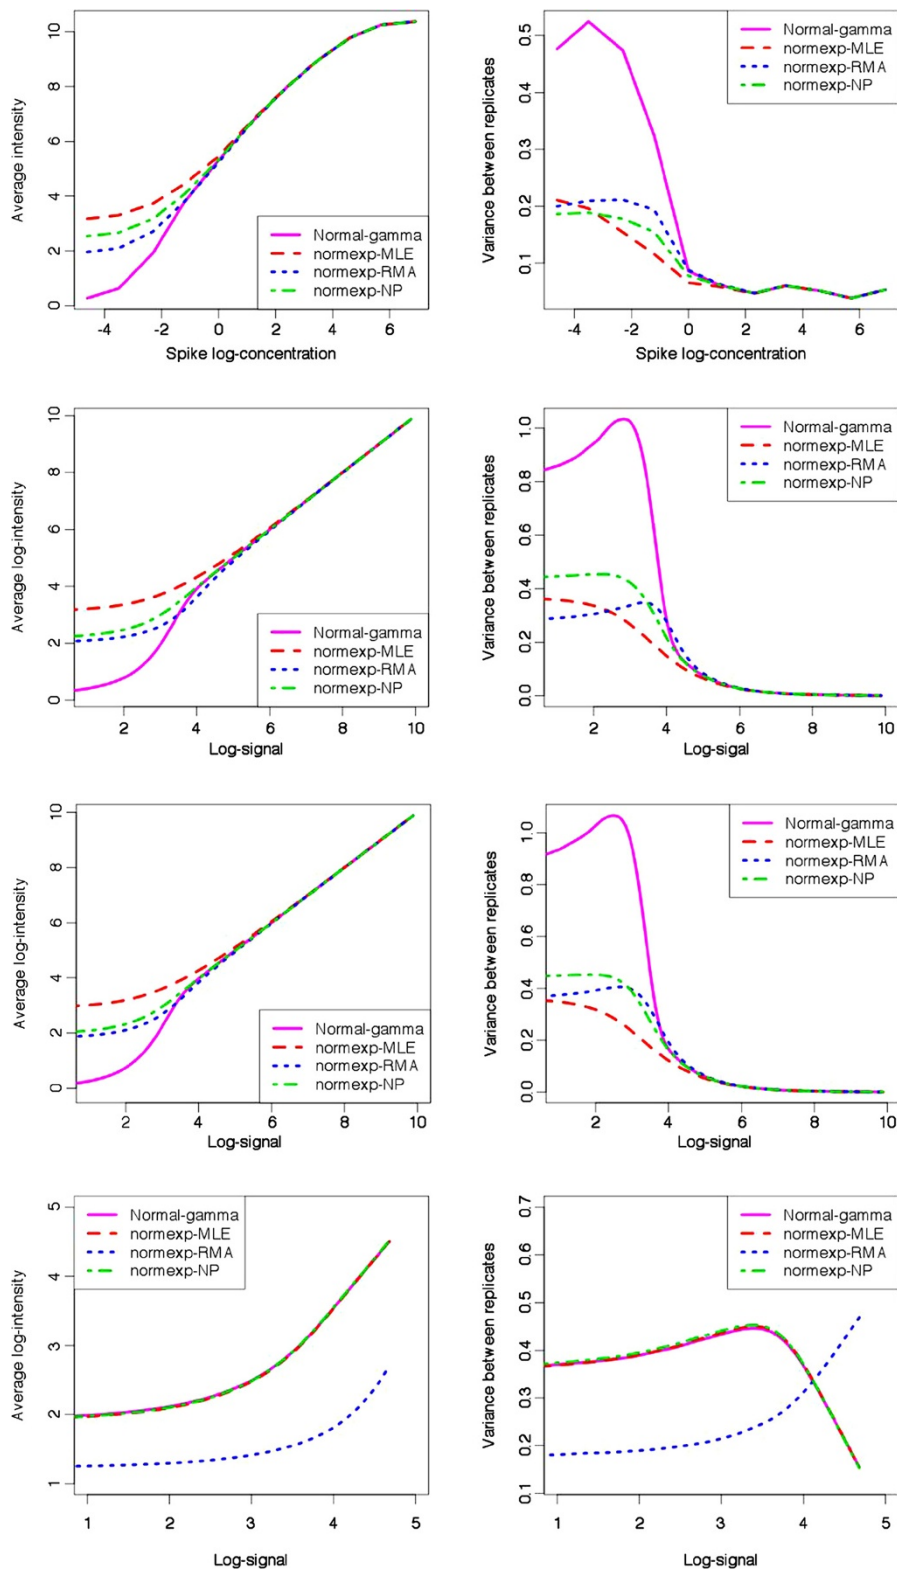 Average intensity
10
8
6
4
2
0
Normal-gamma
normexp-MLE
normexp-RMA
normexp-NP
-4 -2 0 2 4 6
Spike log-concentration
Variance between replicates
0.5
0.4
0.3
0.2
0.1
Normal-gamma
normexp-MLE
normexp-RMA
normexp-NP
-4 -2 0 2 4 6
Spike log-concentration
Average log-intensity
10
8
6
4
2
0
Normal-gamma
normexp-MLE
normexp-RMA
normexp-NP
2 4 6 8 10
Log-signal
Variance between replicates
1.0
0.8
0.6
0.4
0.2
0.0
Normal-gamma
normexp-MLE
normexp-RMA
normexp-NP
2 4 6 8 10
Log-sigal
Average log-intensity
10
8
6
4
2
0
Normal-gamma
normexp-MLE
normexp-RMA
normexp-NP
2 4 6 8 10
Log-signal
Variance between replicates
1.0
0.8
0.6
0.4
0.2
0.0
Normal-gamma
normexp-MLE
normexp-RMA
normexp-NP
2 4 6 8 10
Log-signal
Average log-intensity
5
4
3
2
1
Normal-gamma
normexp-MLE
normexp-RMA
normexp-NP
1 2 3 4 5
Log-signal
Variance between replicates
0.7
0.6
0.5
0.4
0.3
0.2
0.1
Normal-gamma
normexp-MLE
normexp-RMA
normexp-NP
1 2 3 4 5
Log-signal